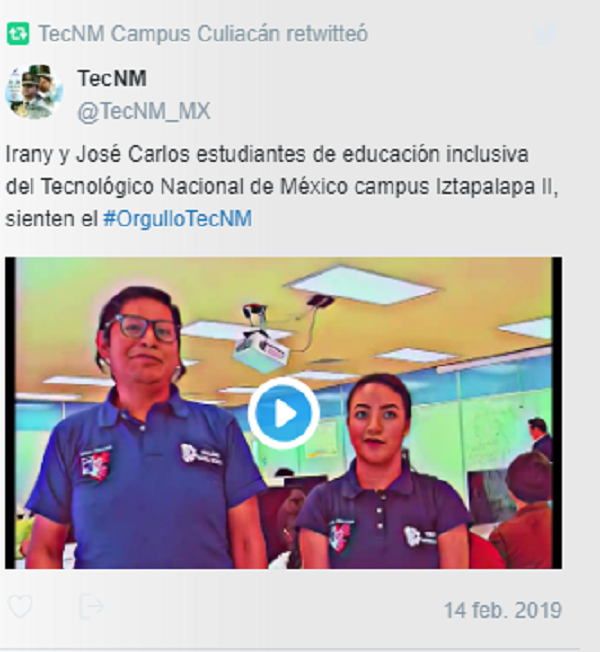 TecNM Campus Culiacán retwitteó
TecNM
@TecNM_MX
Irany y José Carlos estudiantes de educación inclusiva
del Tecnológico Nacional de México campus Iztapalapa II,
sienten el #OrgulloTecNM
14 feb. 2019